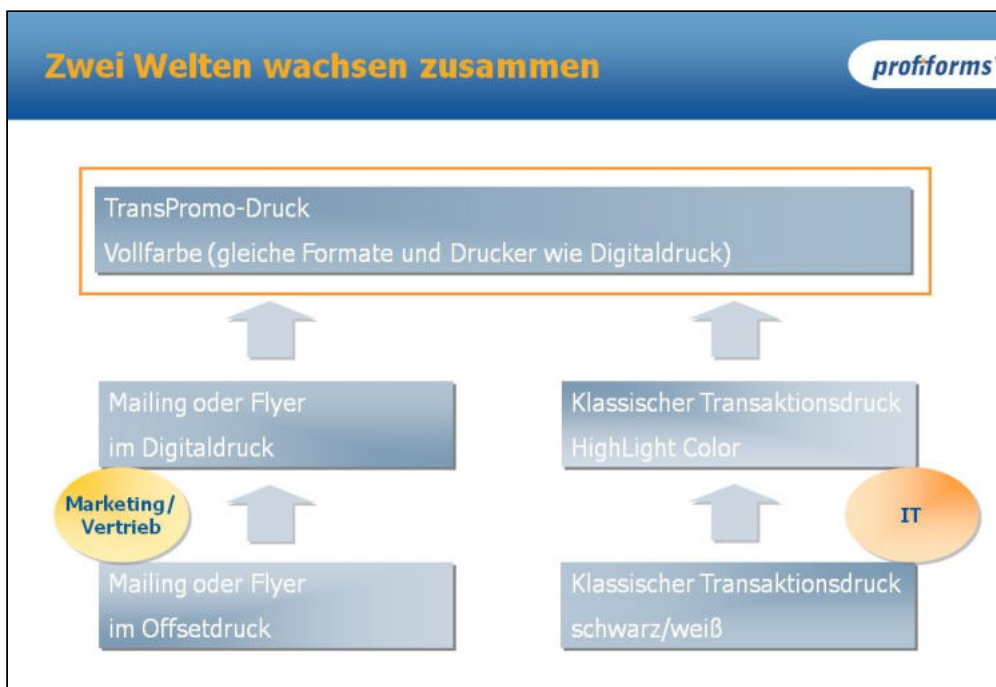 Zwei Welten wachsen zusammen
profiforms
TransPromo-Druck
Vollfarbe (gleiche Formate und Drucker wie Digitaldruck)
Mailing oder Flyer
im Digitaldruck
Klassischer Transaktionsdruck
HighLight Color
Marketing/
Vertrieb
IT
Mailing oder Flyer
im Offsetdruck
Klassischer Transaktionsdruck
schwarz/weiß